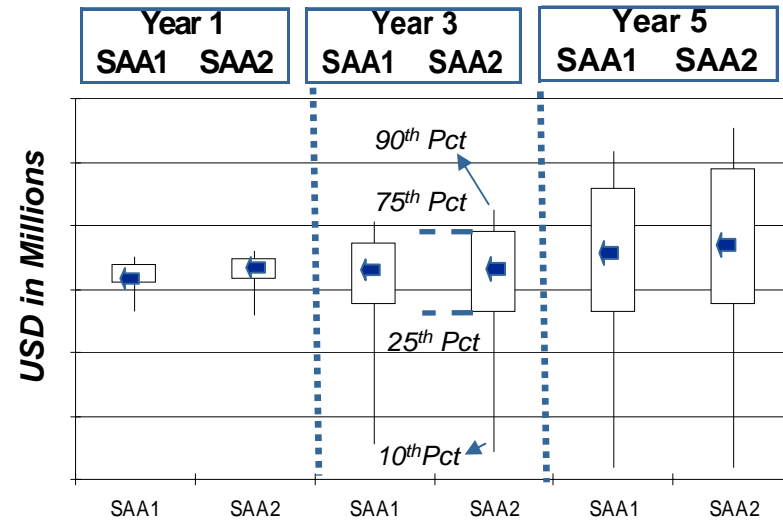 Year 1
SAA1 SAA2
Year 3
SAA1 SAA2
Year 5
SAA1 SAA2
USD in Millions
90th Pct
75th Pct
25th Pct
10thPct
SAA1 SAA2 SAA1 SAA2 SAA1 SAA2